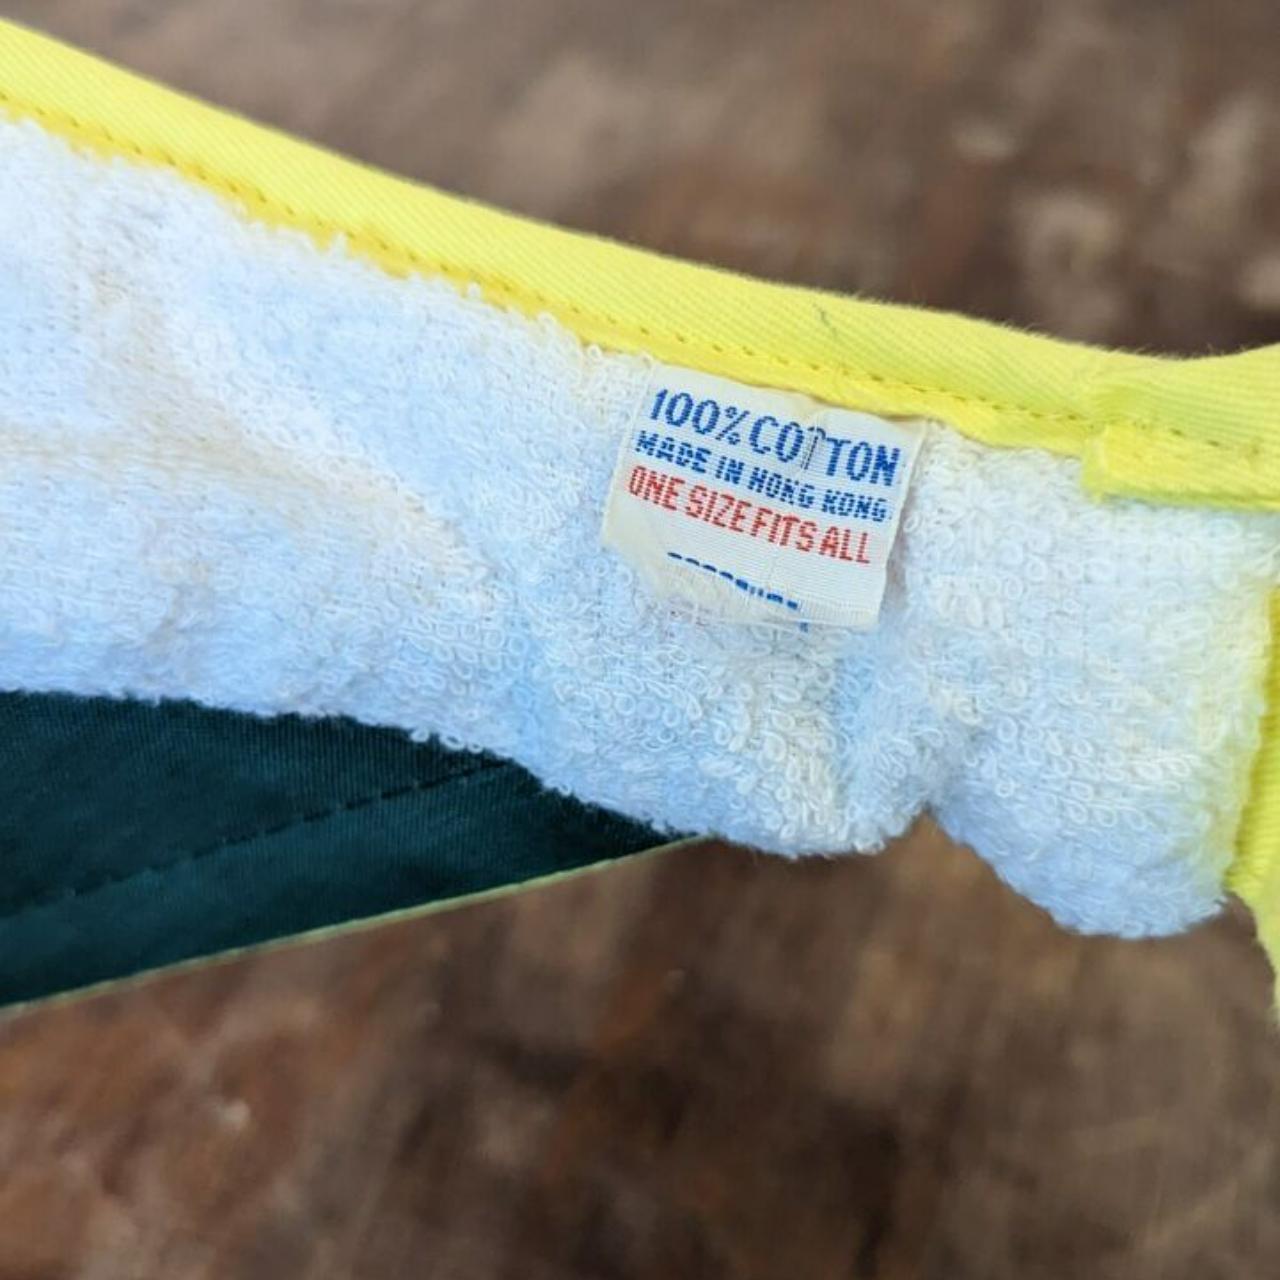 100% COTTON
MADE IN HONG KONG
ONE SIZE FITS ALL